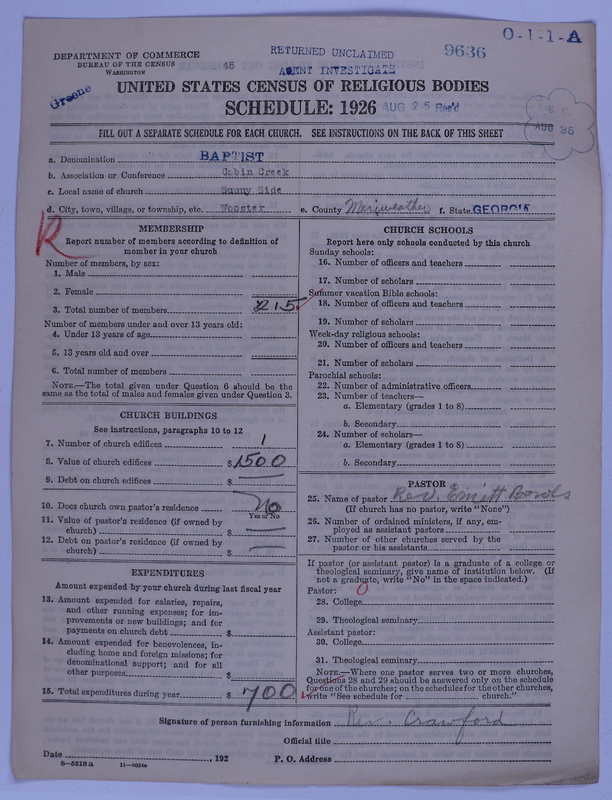 O-1-1-A
DEPARTMENT OF COMMERCE
BUREAU OF THE CENSUS
WASHINGTON
45
RETURNED UNCLAIMED
AGENT INVESTIGATE
9636
Greene
UNITED STATES CENSUS OF RELIGIOUS BODIES
SCHEDULE: 1926
AUG 25 Rec'd
AUG 25
FILL OUT A SEPARATE SCHEDULE FOR EACH CHURCH. SEE INSTRUCTIONS ON THE BACK OF THIS SHEET
a. Denomination BAPTIST
b. Association or Conference Cabin Creek
c. Local name of church Sunny Side
d. City, town, village, or township, etc. Wooster e. County Meriweather f. State GEORGIA
R
MEMBERSHIP
Report number of members according to definition of
member in your church
Number of members, by sex:
1. Male
2. Female
3. Total number of members 215
Number of members under and over 13 years old:
4. Under 13 years of age
5. 13 years old and over
6. Total number of members
NOTE.—The total given under Question 6 should be the
same as the total of males and females given under Question 3.
CHURCH BUILDINGS
See instructions, paragraphs 10 to 12
7. Number of church edifices 1
8. Value of church edifices $1500
9. Debt on church edifices $
10. Does church own pastor's residence No
Yes or No
11. Value of pastor's residence (if owned by
church) $
12. Debt on pastor's residence (if owned by
church) $
EXPENDITURES
Amount expended by your church during last fiscal year
13. Amount expended for salaries, repairs,
and other running expenses; for im-
provements or new buildings; and for
payments on church debt $
14. Amount expended for benevolences, in-
cluding home and foreign missions; for
denominational support; and for all
other purposes $
15. Total expenditures during year $ 700
CHURCH SCHOOLS
Report here only schools conducted by this church
Sunday schools:
16. Number of officers and teachers
17. Number of scholars
Summer vacation Bible schools:
18. Number of officers and teachers
19. Number of scholars
Week-day religious schools:
20. Number of officers and teachers
21. Number of scholars
Parochial schools:
22. Number of administrative officers
23. Number of teachers—
a. Elementary (grades 1 to 8)
b. Secondary
24. Number of scholars—
a. Elementary (grades 1 to 8)
b. Secondary
PASTOR
25. Name of pastor Rev. Emett Bowls
(If church has no pastor, write "None")
26. Number of ordained ministers, if any, em-
ployed as assistant pastors
27. Number of other churches served by the
pastor or his assistants
If pastor (or assistant pastor) is a graduate of a college or
theological seminary, give name of institution below. (If
not a graduate, write "No" in the space indicated.)
Pastor: O
28. College
29. Theological seminary
Assistant pastor:
30. College
31. Theological seminary
NOTE.—Where one pastor serves two or more churches,
Questions 28 and 29 should be answered only on the schedule
for one of the churches; on the schedules for the other churches,
write "See schedule for church."
Signature of person furnishing information Rev. Crawford
Official title
Date , 192 P. O. Address
8—5518a 11—9054a